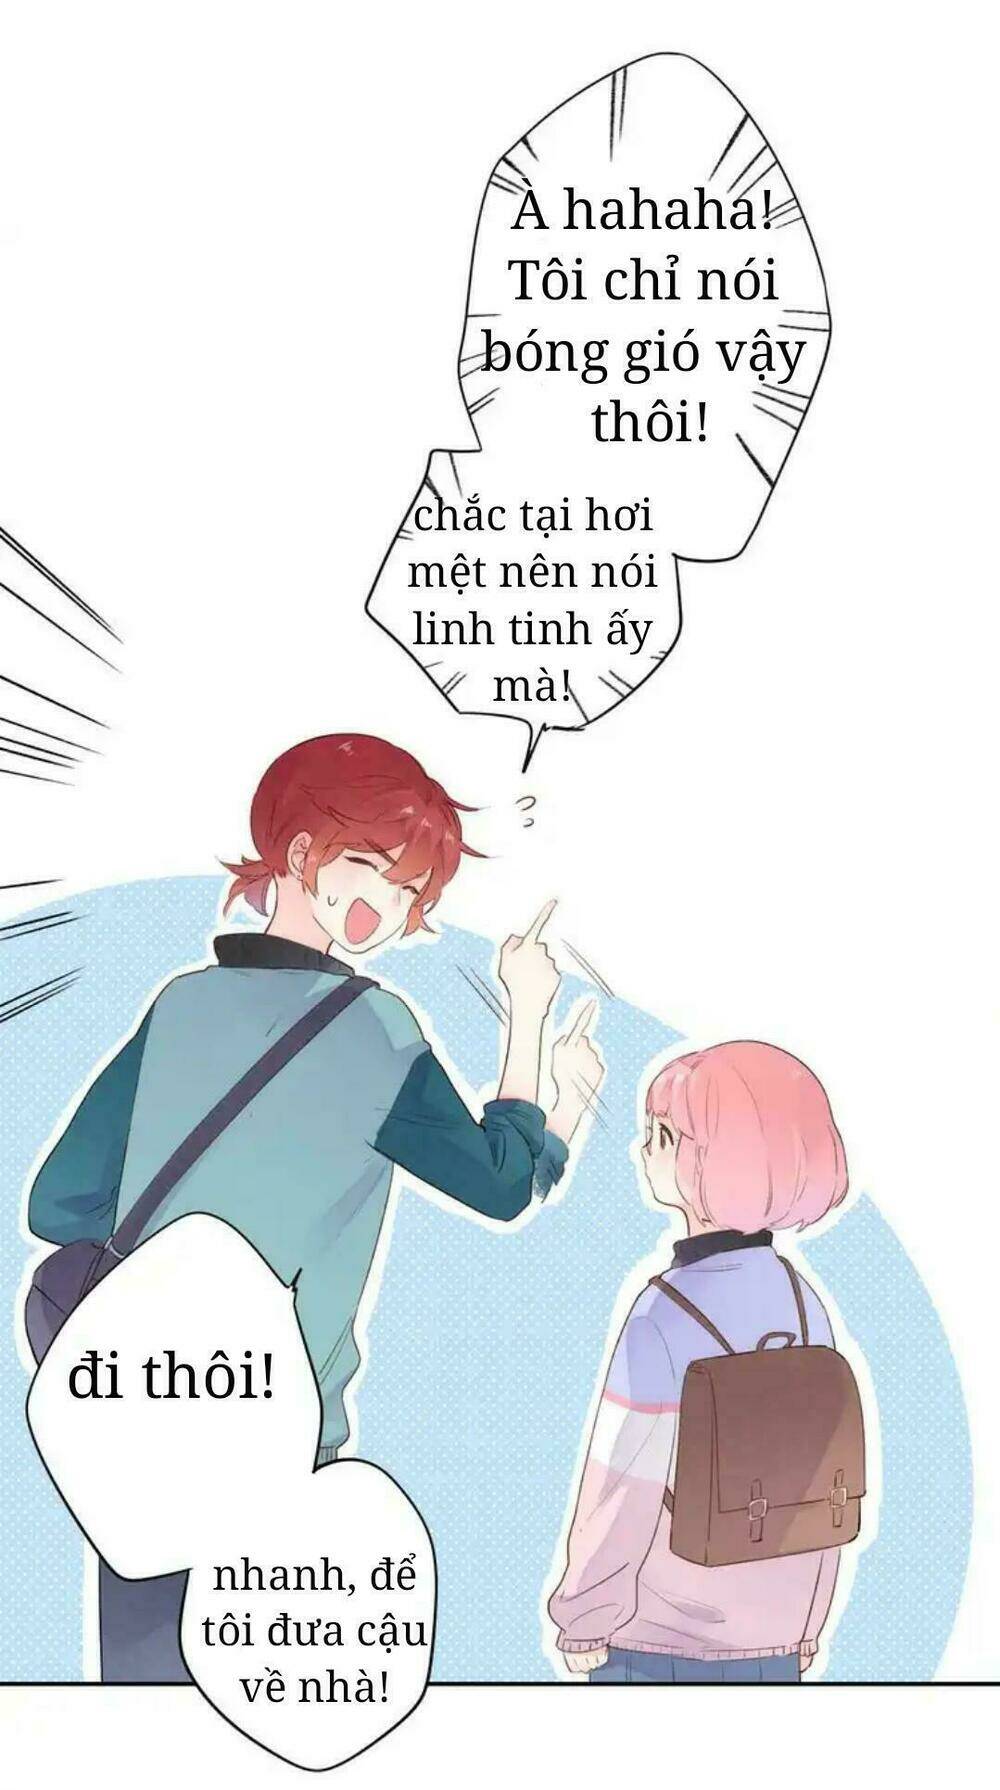 À hahaha!
Tôi chỉ nói
bóng gió vậy
thôi!
chắc tại hơi
mệt nên nói
linh tinh ấy
mà!
đi thôi!
nhanh, để
tôi đưa cậu
về nhà!